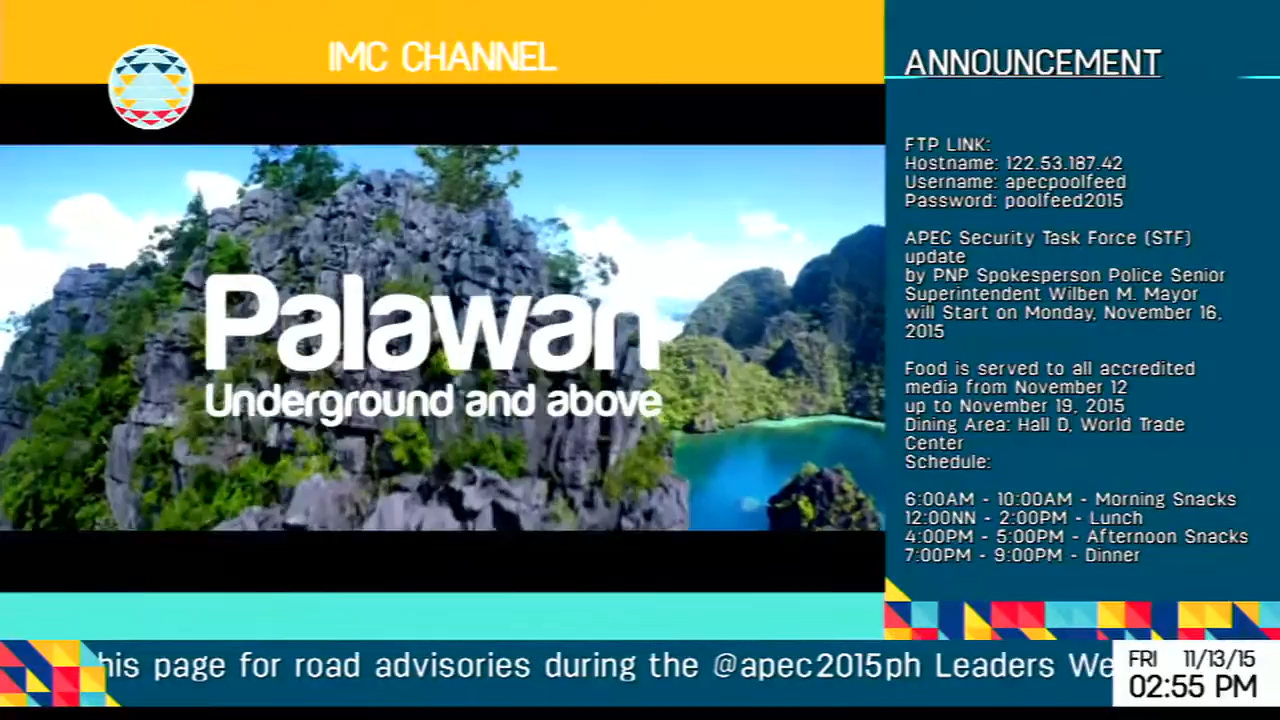 IMC CHANNEL
ANNOUNCEMENT
FTP LINK:
Hostname: 122.53.187.42
Username: apecpoolfeed
Password: poolfeed2015
APEC Security Task Force (STF)
update
by PNP Spokesperson Police Senior
Superintendent Wilben M. Mayor
will Start on Monday, November 16,
2015
Food is served to all accredited
media from November 12
up to November 19, 2015
Dining Area: Hall D, World Trade
Center
Schedule:
6:00AM - 10:00AM - Morning Snacks
12:00NN - 2:00PM - Lunch
4:00PM - 5:00PM - Afternoon Snacks
7:00PM - 9:00PM - Dinner
Palawan
Underground and above
his page for road advisories during the @apec2015ph Leaders We
FRI 11/13/15
02:55 PM